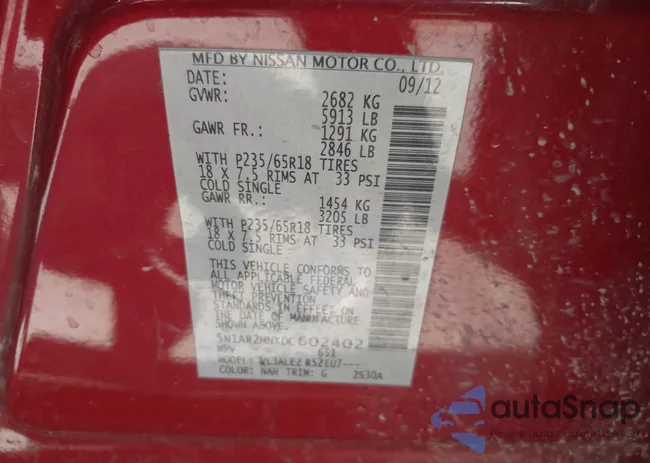 MFD BY NISSAN MOTOR CO., LTD.
DATE: 09/12
GVWR: 2682 KG
5913 LB
GAWR FR.: 1291 KG
2846 LB
WITH P235/65R18 TIRES
18 X 7.5 RIMS AT 33 PSI
COLD SINGLE
GAWR RR.: 1454 KG
3205 LB
WITH P235/65R18 TIRES
18 X 7.5 RIMS AT 33 PSI
COLD SINGLE
THIS VEHICLE CONFORMS TO
ALL APPLICABLE FEDERAL
MOTOR VEHICLE SAFETY AND
THEFT PREVENTION
STANDARDS IN EFFECT ON
THE DATE OF MANUFACTURE
SHOWN ABOVE.
602402
MPV
MODEL:
COLOR: NAH TRIM: G 2530A
autoSnap